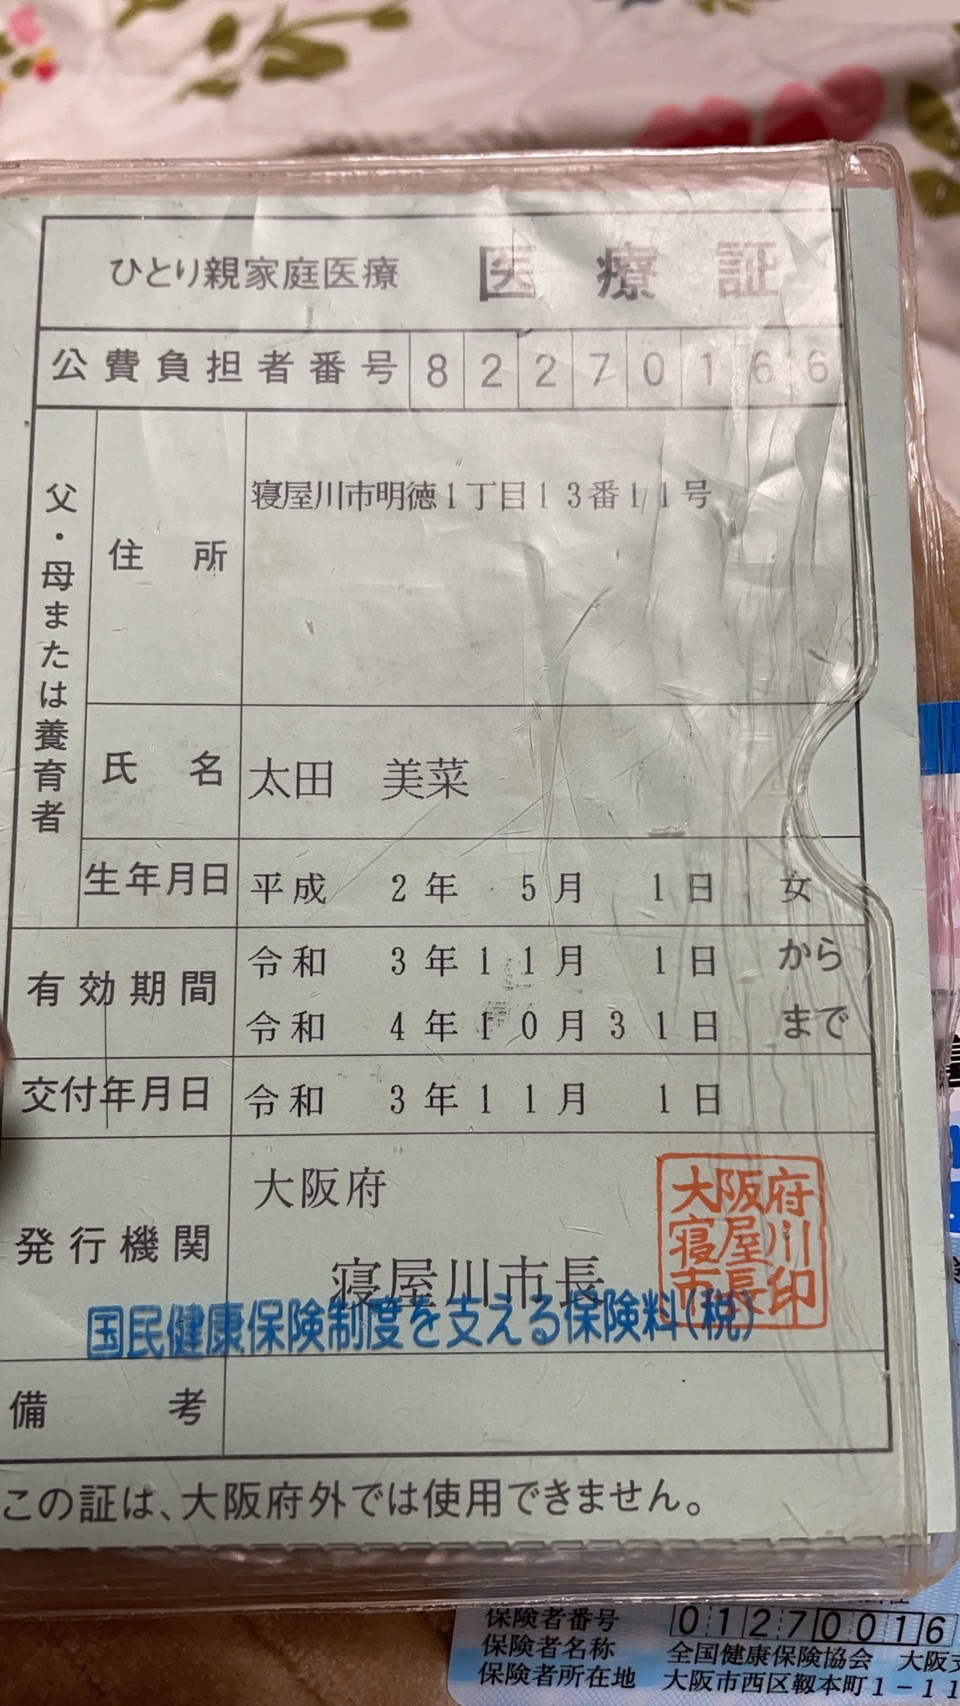 ひとり親家庭医療 医療証
公費負担者番号 82270166
父・母または養育者
住所 寝屋川市明徳1丁目13番11号
氏名 太田 美菜
生年月日 平成 2年 5月 1日 女
有効期間 令和 3年11月 1日 から
令和 4年10月31日 まで
交付年月日 令和 3年11月 1日
発行機関 大阪府
寝屋川市長
大阪府
寝屋川
市長印
国民健康保険制度を支える保険料(税)
備考
この証は、大阪府外では使用できません。
保険者番号 01270016
保険者名称 全国健康保険協会 大阪支
保険者所在地 大阪市西区靱本町1-11